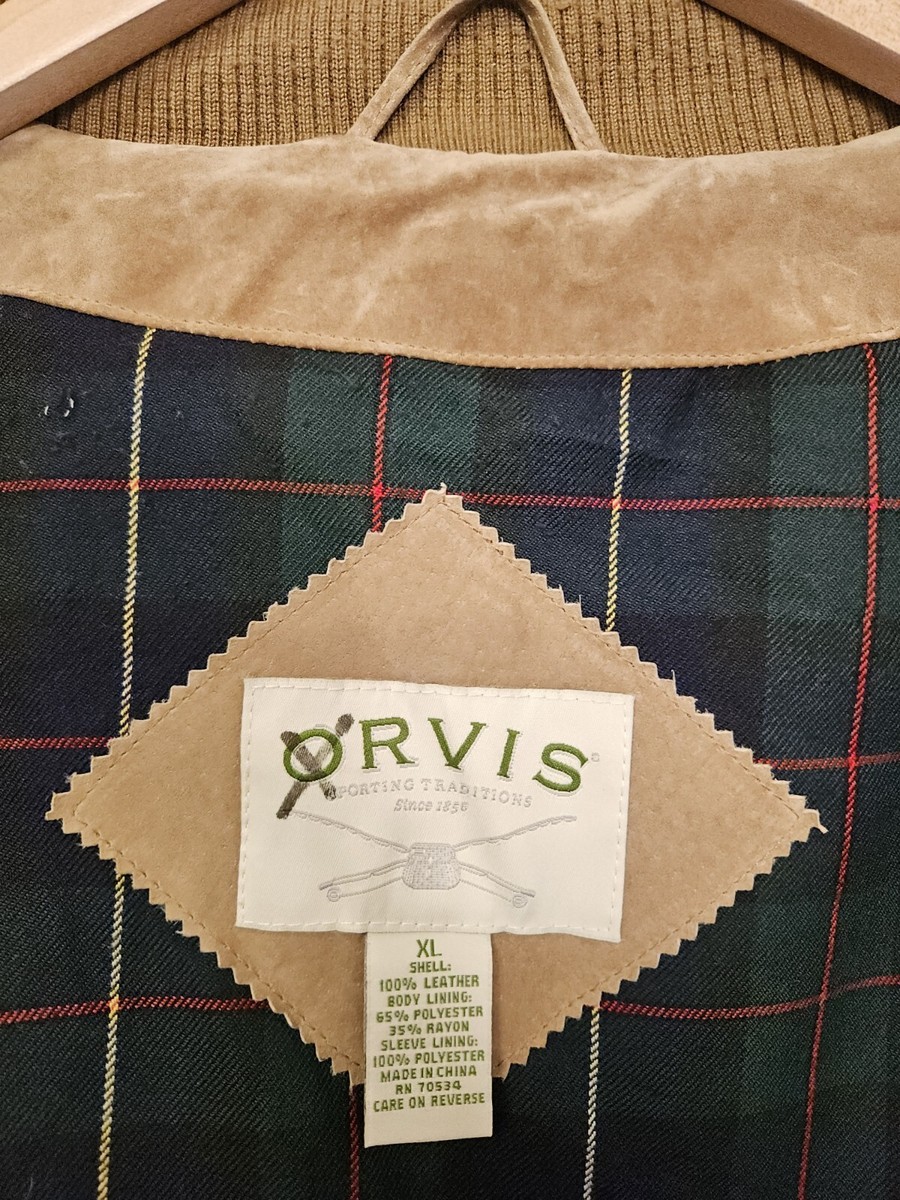 ORVIS®
SPORTING TRADITIONS
Since 1856
XL
SHELL:
100% LEATHER
BODY LINING:
65% POLYESTER
35% RAYON
SLEEVE LINING:
100% POLYESTER
MADE IN CHINA
RN 70534
CARE ON REVERSE